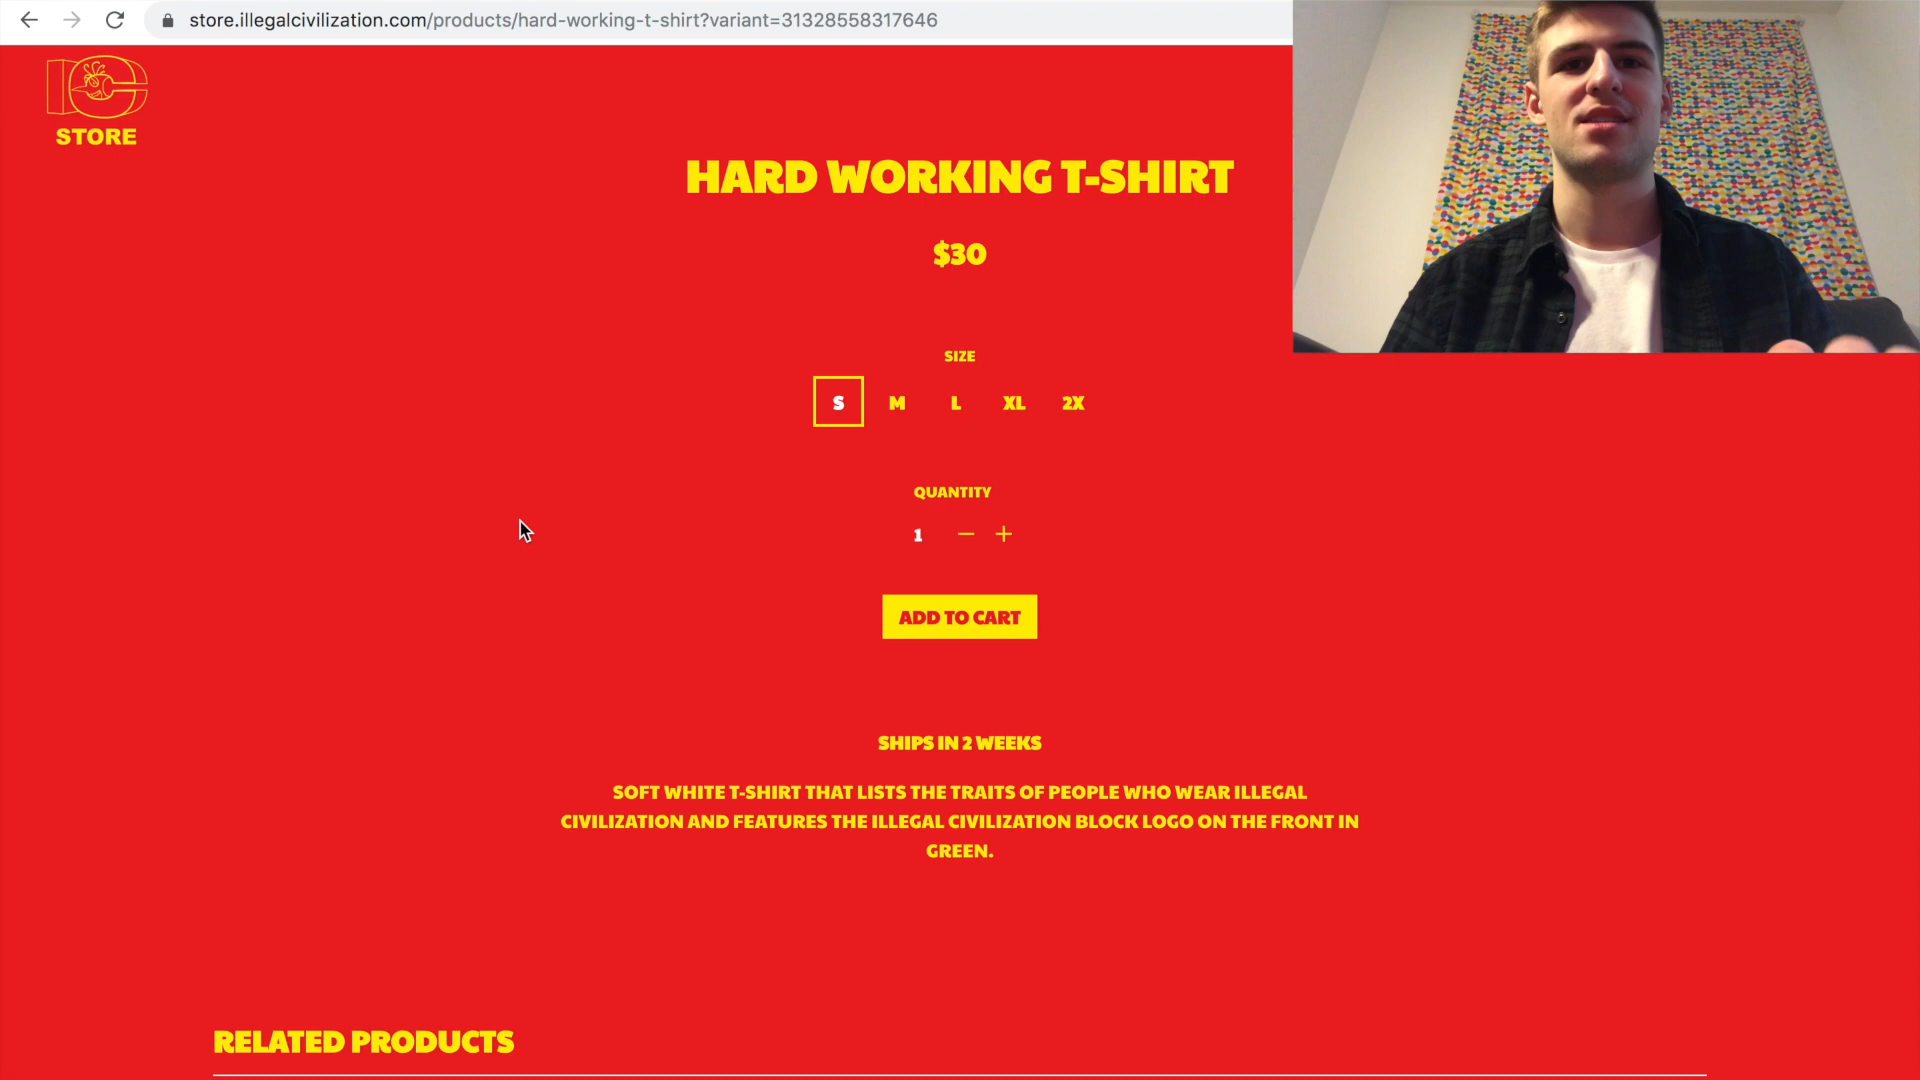 store.illegalcivilization.com/products/hard-working-t-shirt?variant=31328558317646
IC
STORE
HARD WORKING T-SHIRT
$30
SIZE
S M L XL 2X
QUANTITY
1 − +
ADD TO CART
SHIPS IN 2 WEEKS
SOFT WHITE T-SHIRT THAT LISTS THE TRAITS OF PEOPLE WHO WEAR ILLEGAL
CIVILIZATION AND FEATURES THE ILLEGAL CIVILIZATION BLOCK LOGO ON THE FRONT IN
GREEN.
RELATED PRODUCTS